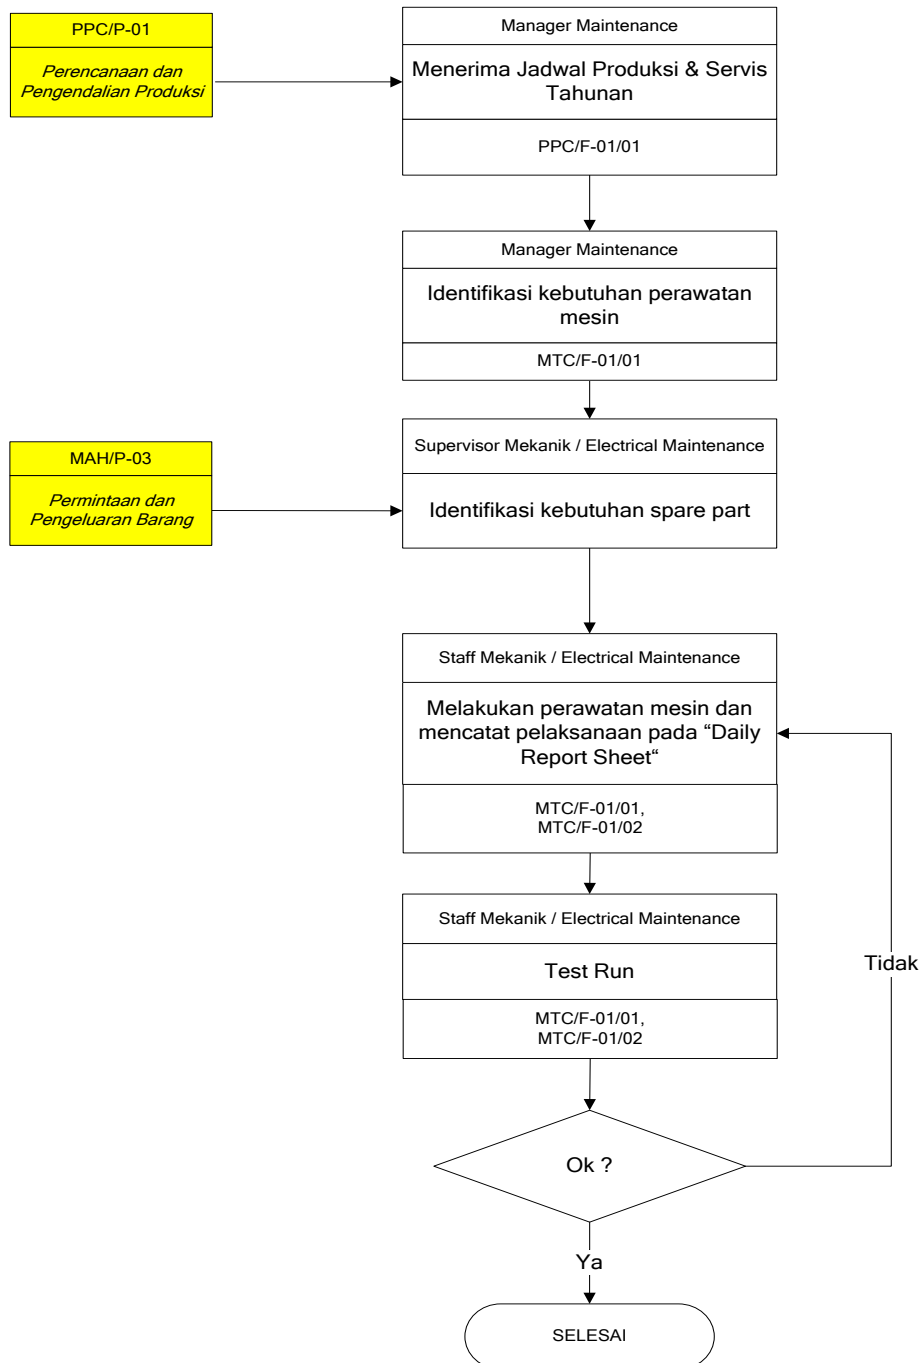 PPC/P-01
Perencanaan dan
Pengendalian Produksi
Manager Maintenance
Menerima Jadwal Produksi & Servis
Tahunan
PPC/F-01/01
Manager Maintenance
Identifikasi kebutuhan perawatan
mesin
MTC/F-01/01
MAH/P-03
Permintaan dan
Pengeluaran Barang
Supervisor Mekanik / Electrical Maintenance
Identifikasi kebutuhan spare part
Staff Mekanik / Electrical Maintenance
Melakukan perawatan mesin dan
mencatat pelaksanaan pada “Daily
Report Sheet“
MTC/F-01/01,
MTC/F-01/02
Staff Mekanik / Electrical Maintenance
Test Run
MTC/F-01/01,
MTC/F-01/02
Tidak
Ok ?
Ya
SELESAI